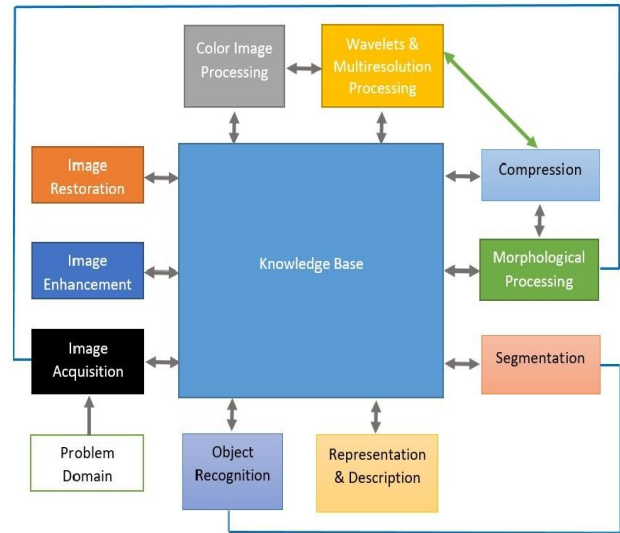 Color Image
Processing
Wavelets &
Multiresolution
Processing
Image
Restoration
Compression
Knowledge Base
Image
Enhancement
Morphological
Processing
Image
Acquisition
Segmentation
Problem
Domain
Object
Recognition
Representation
& Description